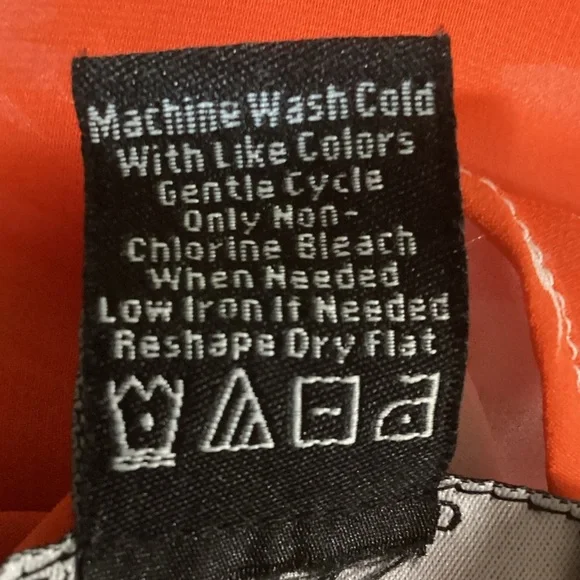 Machine Wash Cold
With Like Colors
Gentle Cycle
Only Non-
Chlorine Bleach
When Needed
Low Iron If Needed
Reshape Dry Flat